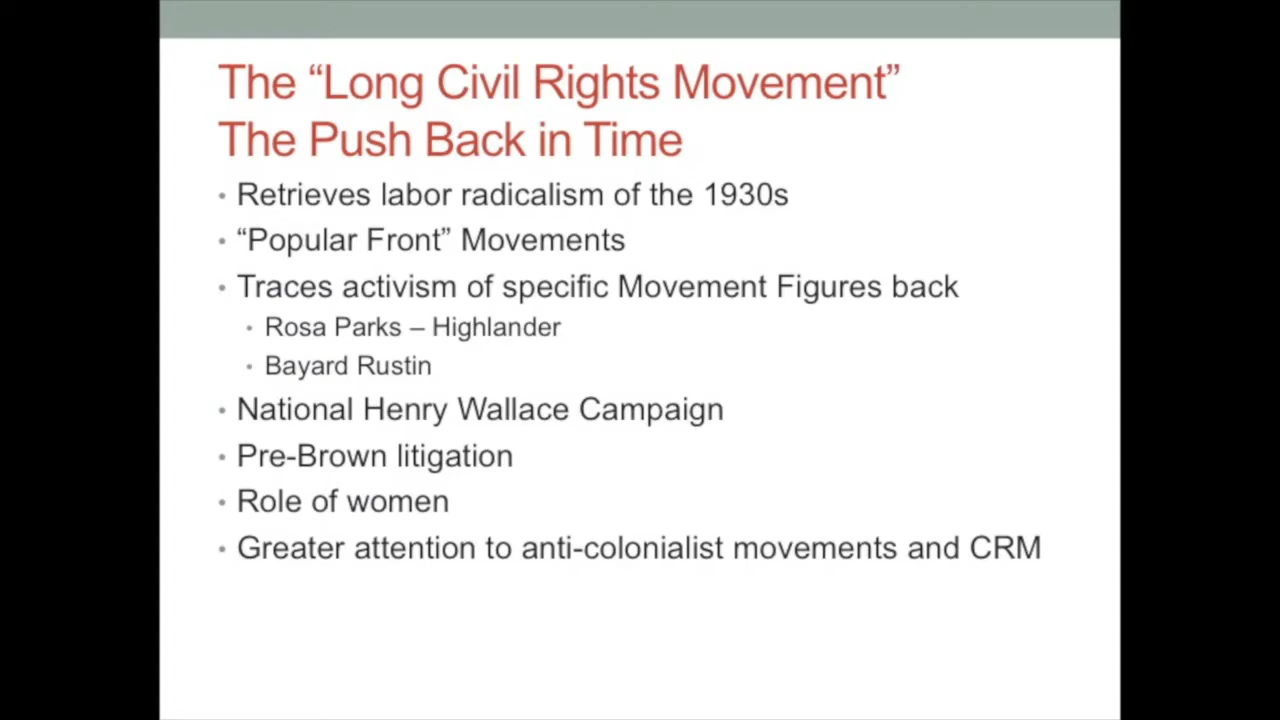 The “Long Civil Rights Movement”
The Push Back in Time
• Retrieves labor radicalism of the 1930s
• “Popular Front” Movements
• Traces activism of specific Movement Figures back
• Rosa Parks – Highlander
• Bayard Rustin
• National Henry Wallace Campaign
• Pre-Brown litigation
• Role of women
• Greater attention to anti-colonialist movements and CRM